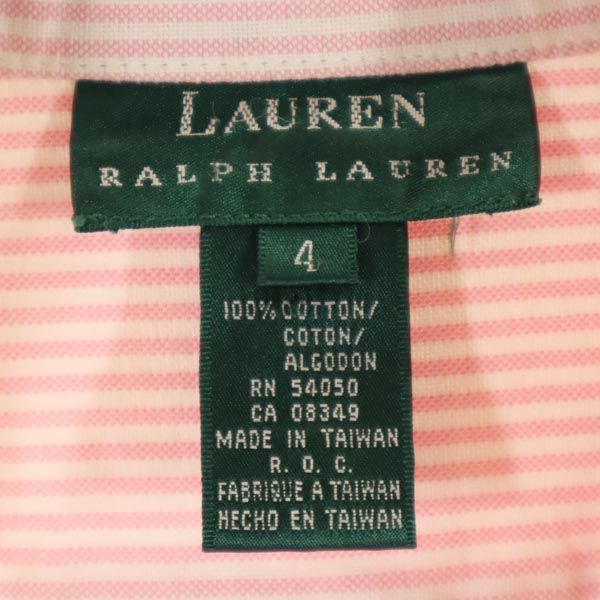 LAUREN
RALPH LAUREN
4
100% COTTON/
COTON/
ALGODON
RN 54050
CA 08349
MADE IN TAIWAN
R. O. C.
FABRIQUE A TAIWAN
HECHO EN TAIWAN